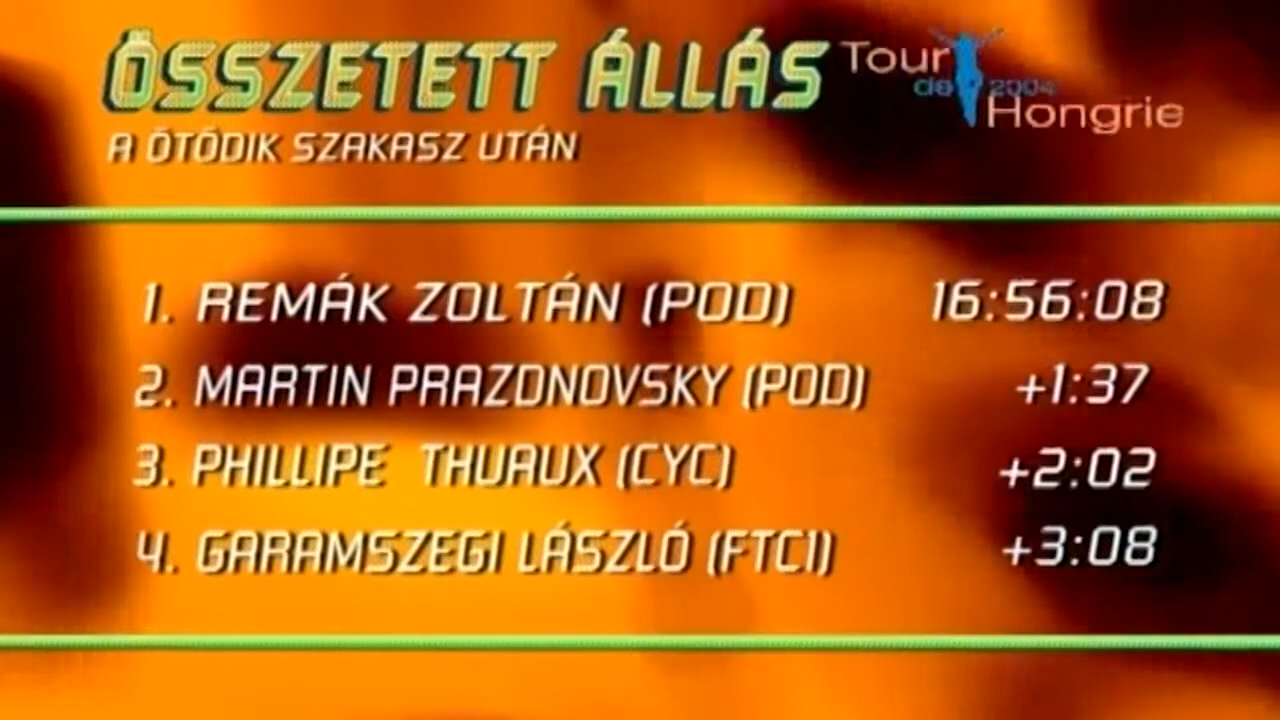 ÖSSZETETT ÁLLÁS
Tour
de 2004
Hongrie
A ÖTÖDIK SZAKASZ UTÁN
1. REMÁK ZOLTÁN (POD) 16:56:08
2. MARTIN PRAZDNOVSKY (POD) +1:37
3. PHILLIPE THUAUX (CYC) +2:02
4. GARAMSZEGI LÁSZLÓ (FTC1) +3:08